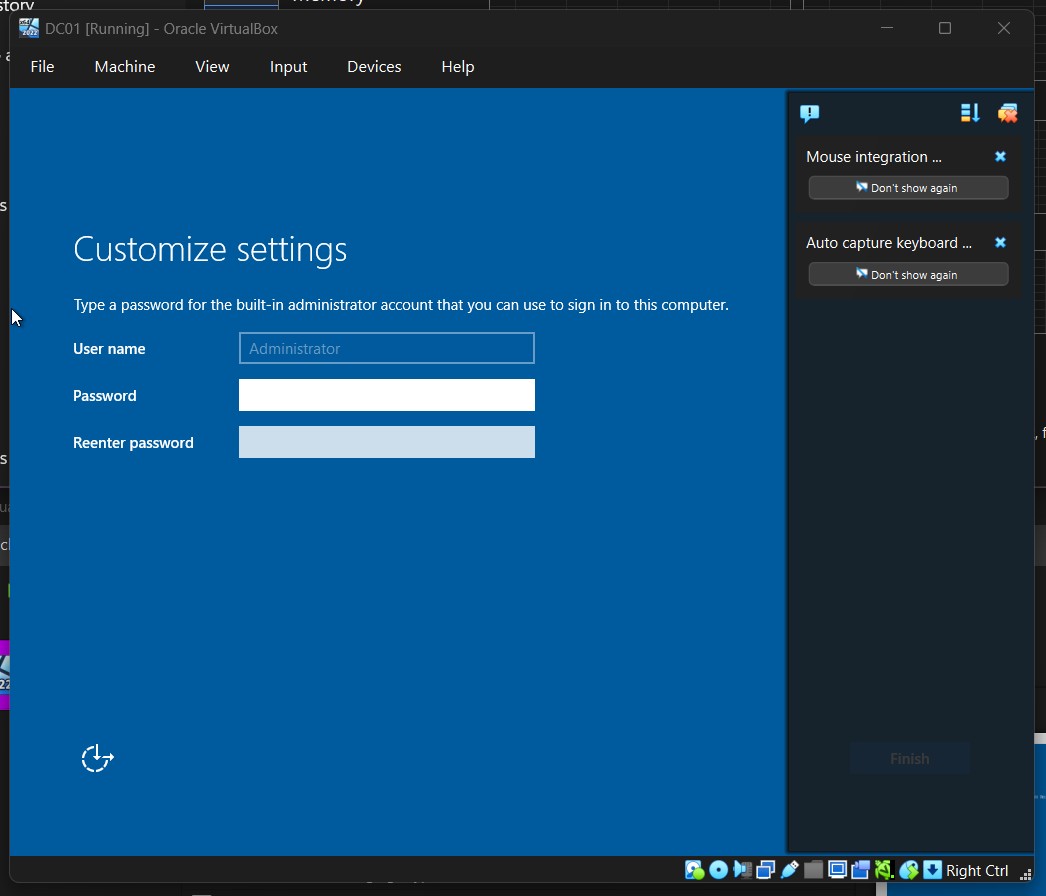 story
DC01 [Running] - Oracle VirtualBox
File Machine View Input Devices Help
Mouse integration ...
Don't show again
Auto capture keyboard ...
Don't show again
Customize settings
Type a password for the built-in administrator account that you can use to sign in to this computer.
User name Administrator
Password
Reenter password
Finish
Right Ctrl